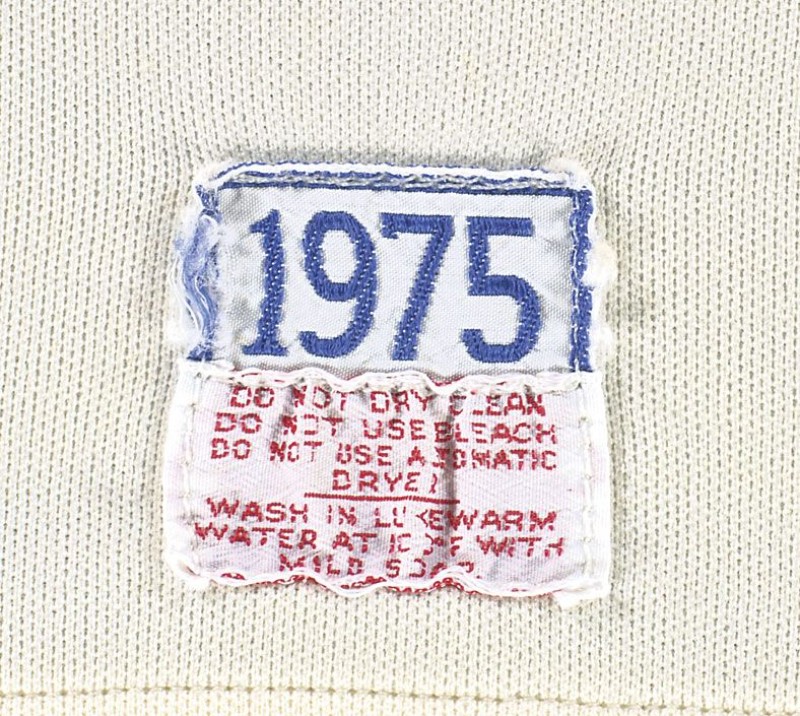 1975
DO NOT DRY CLEAN
DO NOT USE BLEACH
DO NOT USE
DRYER
WASH IN LUKEWARM
WATER AT WITH
MILD SOAP.